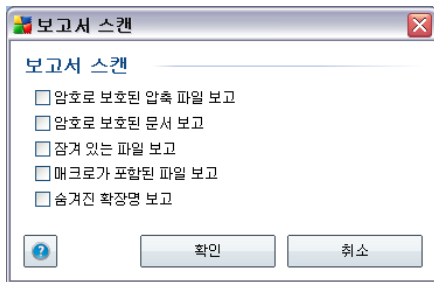 보고서 스캔
보고서 스캔
암호로 보호된 압축 파일 보고
암호로 보호된 문서 보고
잠겨 있는 파일 보고
매크로가 포함된 파일 보고
숨겨진 확장명 보고
확인 취소